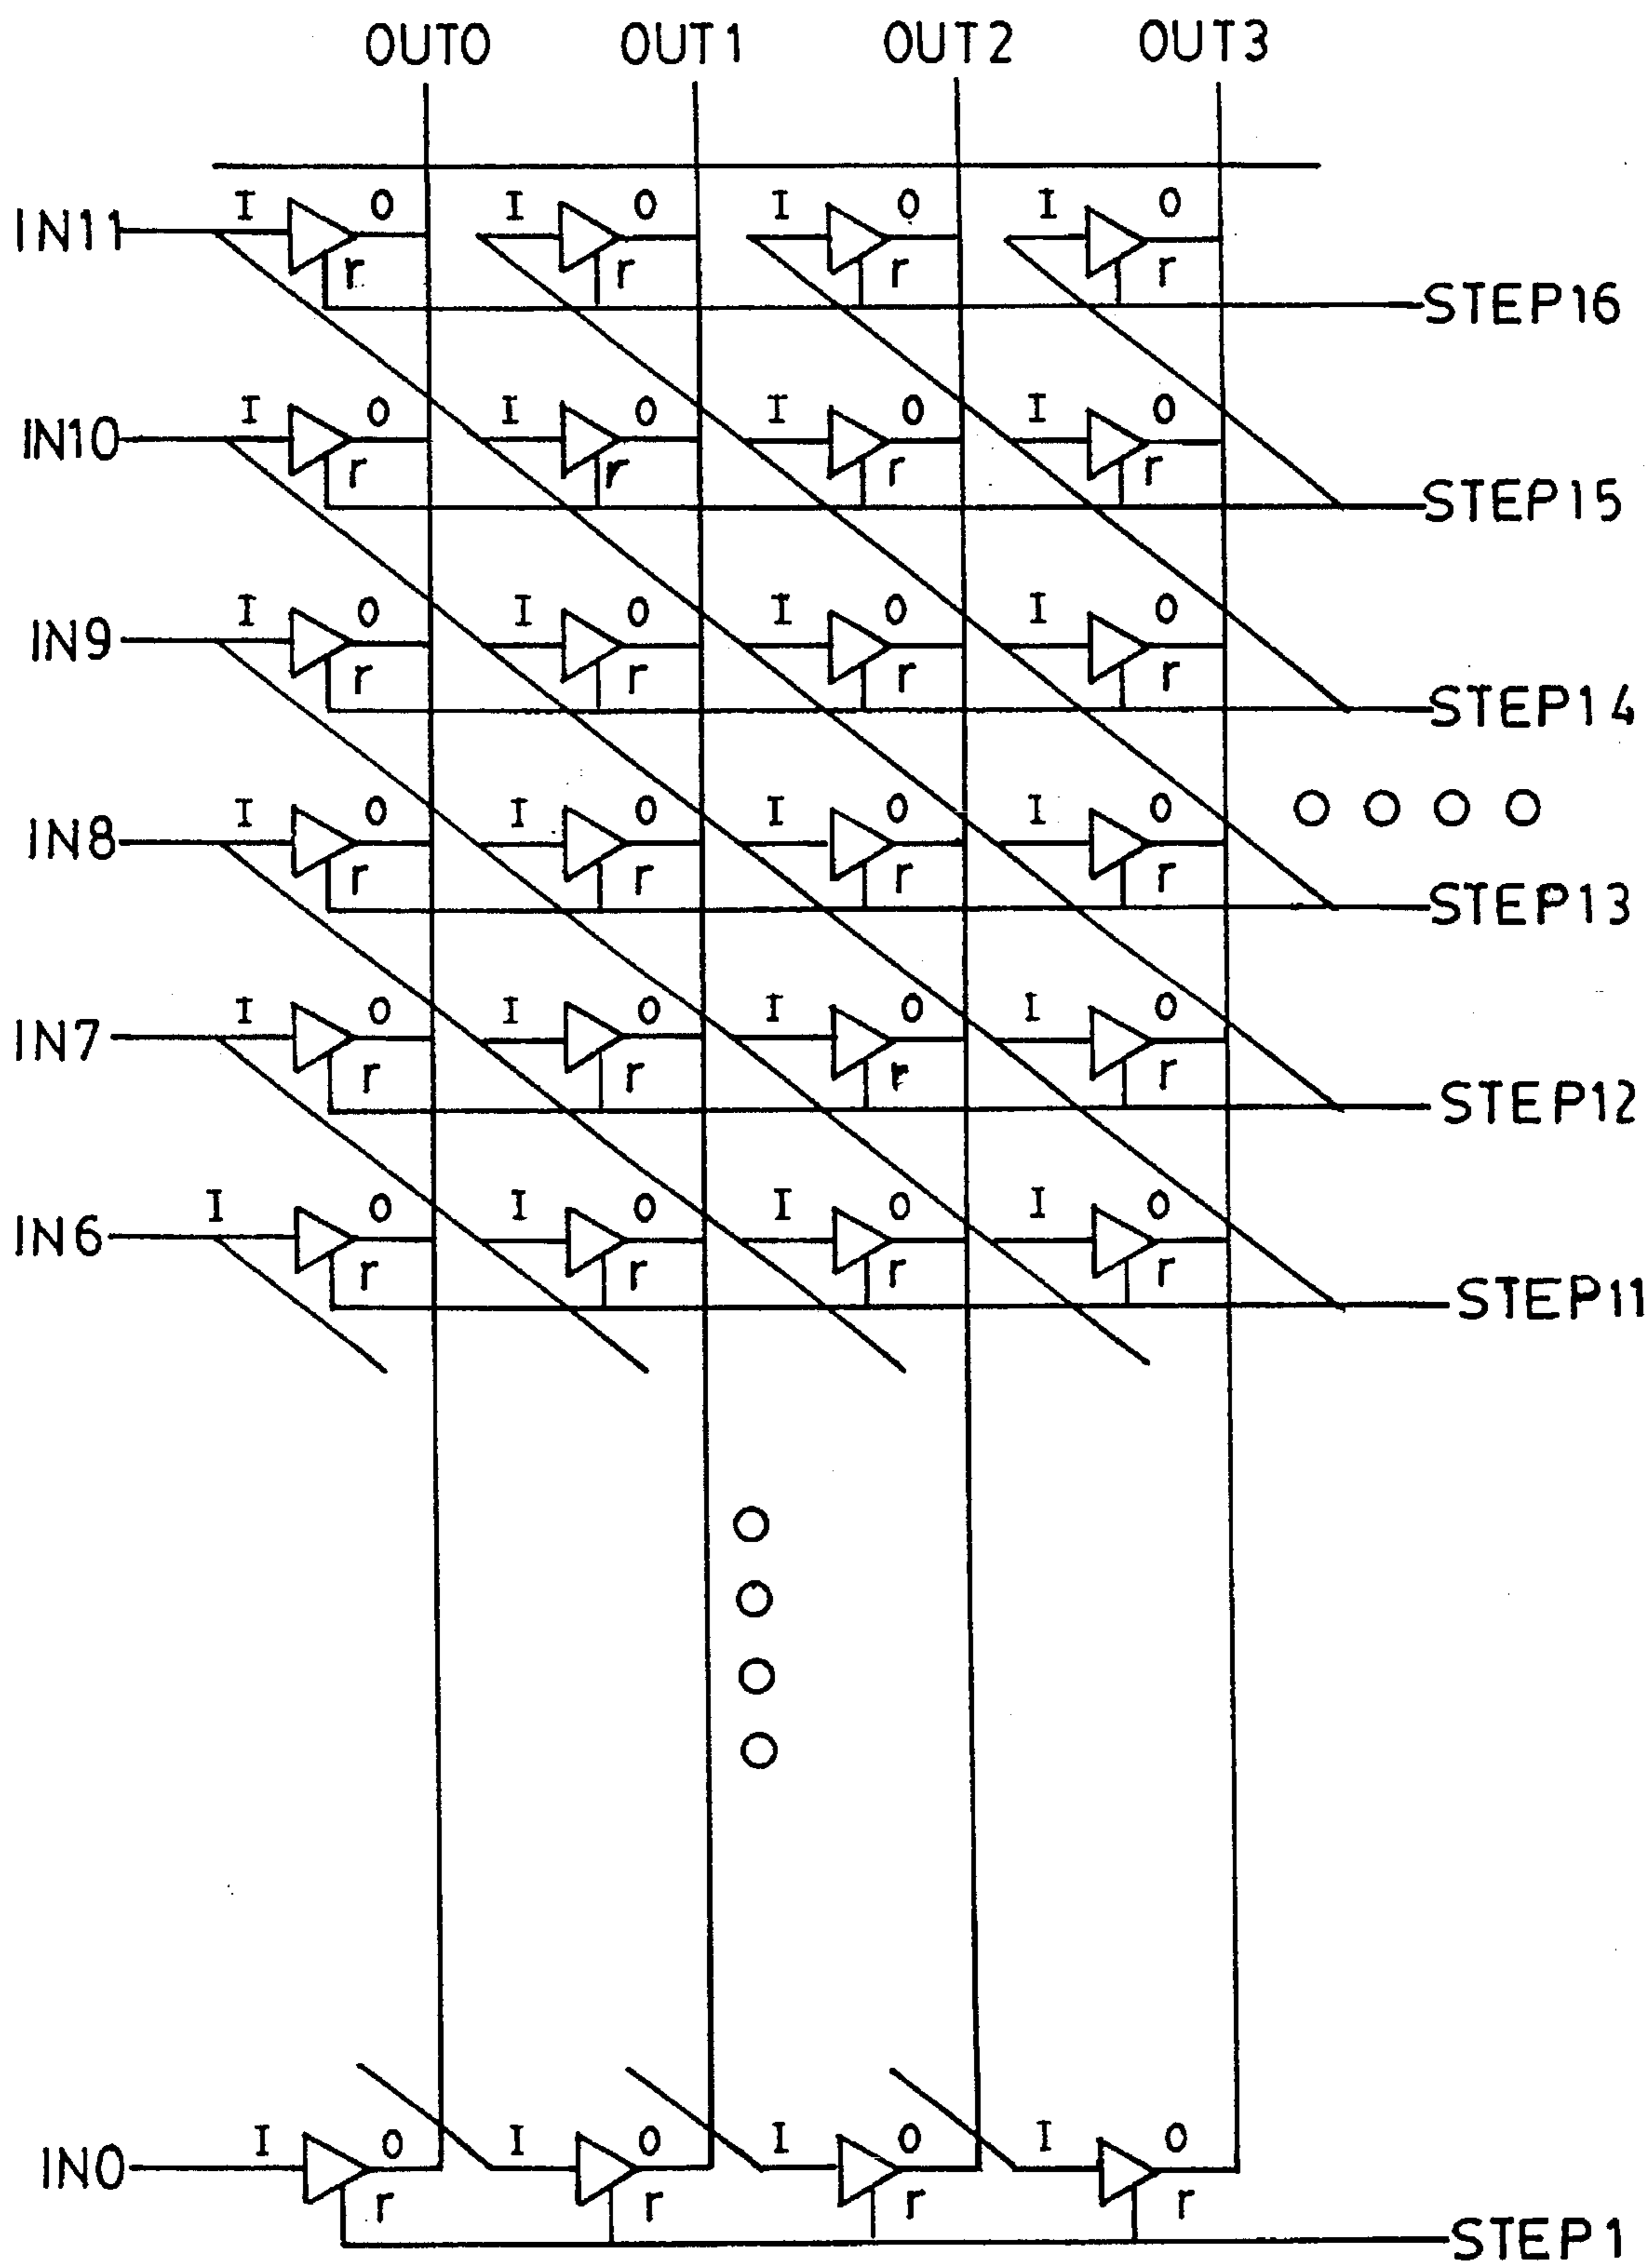 OUT0 OUT1 OUT2 OUT3
I O I O I O I O
IN11
r r r r
STEP16
I O I O I O I O
IN10
r r r r
STEP15
I O I O I O I O
IN9
r r r r
STEP14
I O I O I O I O
IN8
r r r r
STEP13
I O I O I O I O
IN7
r r r r
STEP12
I O I O I O I O
IN6
r r r r
STEP11
I O I O I O I O
IN0
r r r r
STEP1